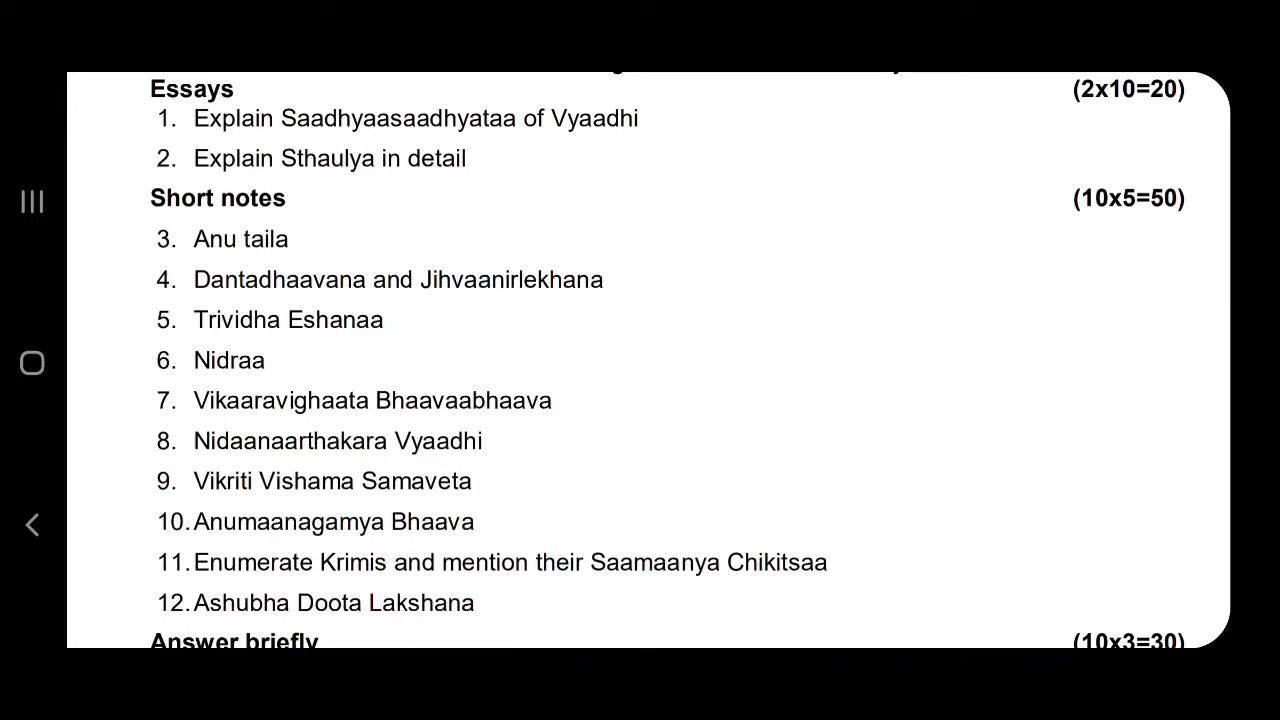 Essays (2x10=20)
1. Explain Saadhyaasaadhyataa of Vyaadhi
2. Explain Sthaulya in detail
Short notes (10x5=50)
3. Anu taila
4. Dantadhaavana and Jihvaanirlekhana
5. Trividha Eshanaa
6. Nidraa
7. Vikaaravighaata Bhaavaabhaava
8. Nidaanaarthakara Vyaadhi
9. Vikriti Vishama Samaveta
10. Anumaanagamya Bhaava
11. Enumerate Krimis and mention their Saamaanya Chikitsaa
12. Ashubha Doota Lakshana
Answer briefly (10x3=30)